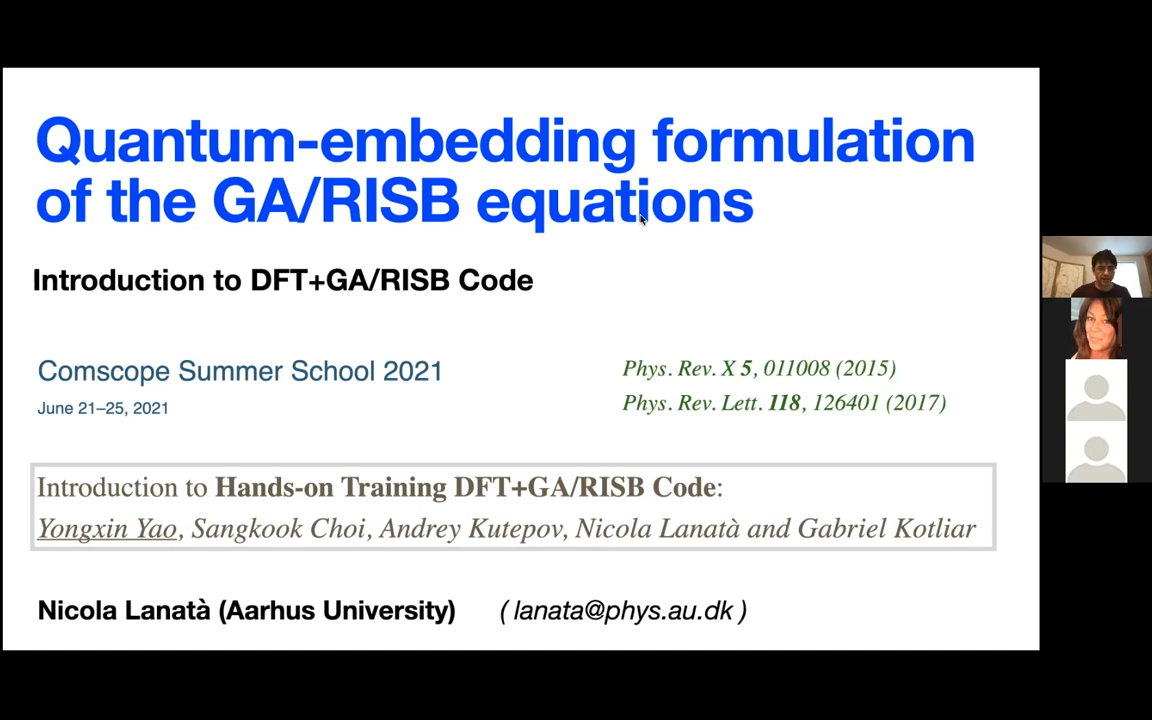 Quantum-embedding formulation
of the GA/RISB equations
Introduction to DFT+GA/RISB Code
Comscope Summer School 2021
June 21–25, 2021
Phys. Rev. X 5, 011008 (2015)
Phys. Rev. Lett. 118, 126401 (2017)
Introduction to Hands-on Training DFT+GA/RISB Code:
Yongxin Yao, Sangkook Choi, Andrey Kutepov, Nicola Lanatà and Gabriel Kotliar
Nicola Lanatà (Aarhus University) ( lanata@phys.au.dk )